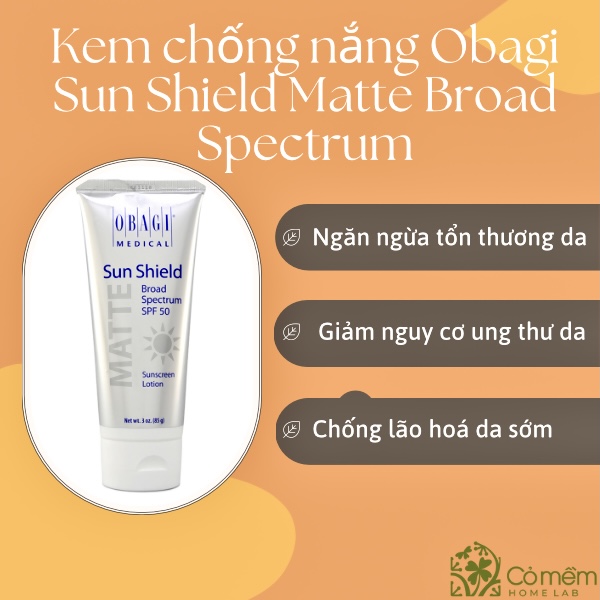 Kem chống nắng Obagi
Sun Shield Matte Broad
Spectrum
OBAGI
MEDICAL
Sun Shield
Broad
Spectrum
SPF 50
MATTE
Sunscreen
Lotion
Net wt. 3 oz. (85 g)
Ngăn ngừa tổn thương da
Giảm nguy cơ ung thư da
Chống lão hoá da sớm
Cỏ mềm
HOME LAB